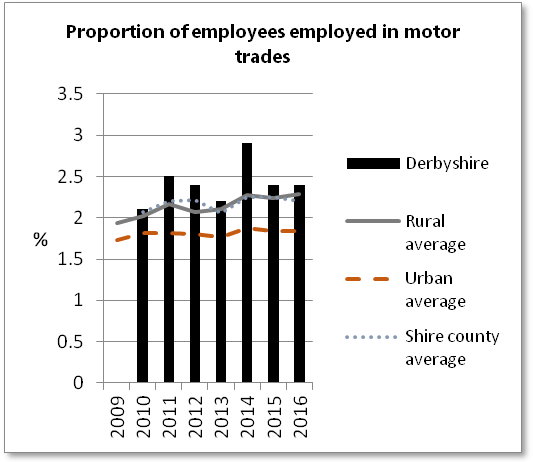 Proportion of employees employed in motor
trades
3.5
3
2.5
2
1.5
1
0.5
0
%
2009
2010
2011
2012
2013
2014
2015
2016
Derbyshire
Rural
average
Urban
average
Shire county
average